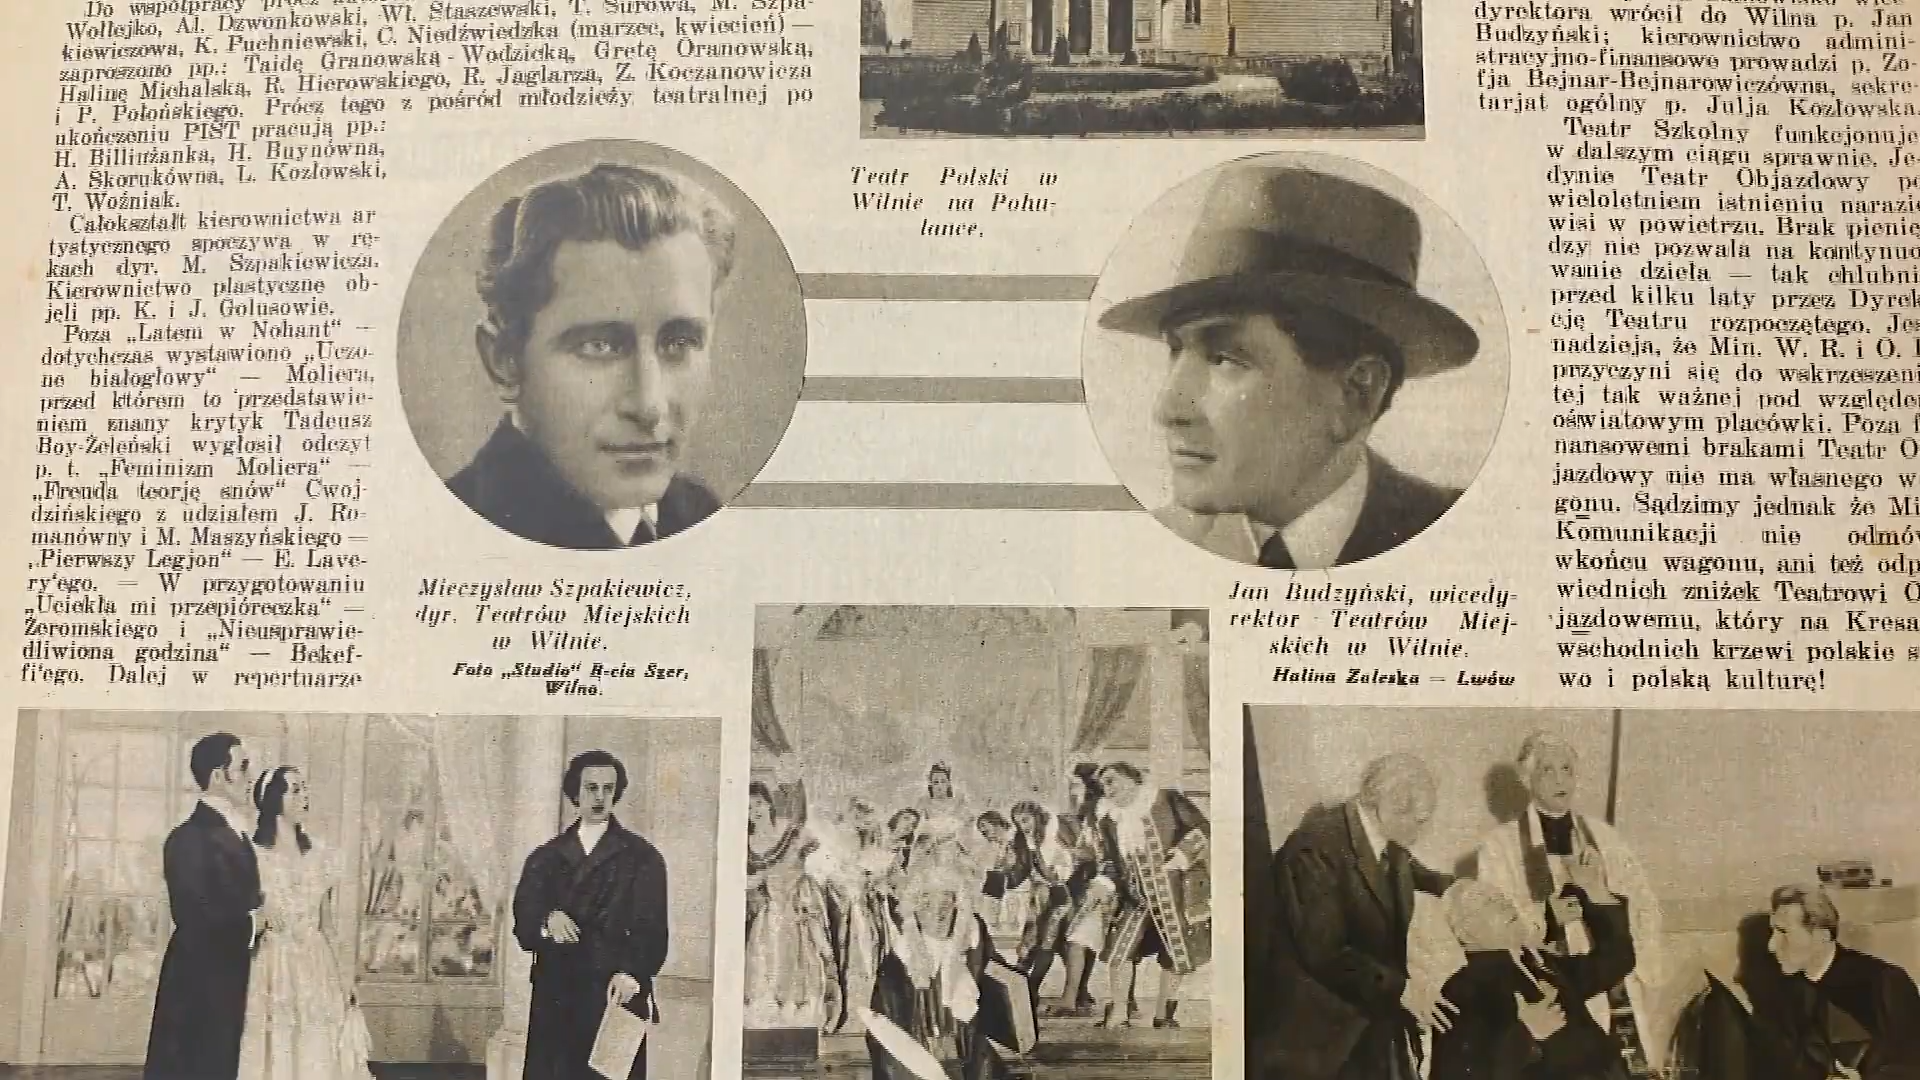 Do współpracy prócz
Wollejko, Al. Dzwonkowski, Wł. Staszewski, T. Surowa, M. Szpa-
kiewiczowa, K. Puchniewski, C. Niedźwiedzka (marzec, kwiecień) —
zaproszono pp.: Taidę Granowską-Wodzicką, Gretę Oranowską,
Halinę Michalską, R. Hierowskiego, R. Jaglarza, Z. Koczanowicza
i P. Połońskiego. Prócz tego z pośród młodzieży teatralnej po
ukończeniu PIST pracują pp.:
H. Billiużanka, H. Buynówna,
A. Skorukówna, L. Kozłowski,
T. Woźniak.
Całokształt kierownictwa ar
tystycznego spoczywa w rę-
kach dyr. M. Szpakiewicza.
Kierownictwo plastyczne ob-
jęli pp. K. i J. Golusowie.
Poza „Latem w Nohant“ —
dotychczas wystawiono „Uczo-
ne białogłowy“ — Moliera,
przed którem to przedstawie-
niem znany krytyk Tadeusz
Boy-Żeleński wygłosił odczyt
p. t. „Feminizm Moliera“ —
„Freuda teorję snów“ Cwoj-
dzińskiego z udziałem J. Ro-
manówny i M. Maszyńskiego —
„Pierwszy Legjon“ — E. Lave-
ry'ego. — W przygotowaniu
„Uciekła mi przepióreczka“ —
Żeromskiego i „Nieusprawie-
dliwiona godzina“ — Bekef-
fi'ego. Dalej w repertuarze
Teatr Polski w
Wilnie na Pohu-
lance.
Mieczysław Szpakiewicz,
dyr. Teatrów Miejskich
w Wilnie.
Foto „Studio“ B-cia Szer,
Wilno.
Jan Budzyński, wicedy-
rektor Teatrów Miej-
skich w Wilnie.
Halina Zaleska — Lwów
dyrektora wrócił do Wilna p. Jan
Budzyński; kierownictwo admini-
stracyjno-finansowe prowadzi p. Zo-
fja Bejnar-Bejnarowiczówna, sekre-
tarjat ogólny p. Julja Kozłowska.
Teatr Szkolny funkcjonuje
w dalszym ciągu sprawnie. Je-
dynie Teatr Objazdowy po
wieloletniem istnieniu narazie
wisi w powietrzu. Brak pienię
dzy nie pozwala na kontynuo
wanie dzieła — tak chlubni
przed kilku laty przez Dyrek
cję Teatru rozpoczętego. Jes
nadzieja, że Min. W. R. i O. P
przyczyni się do wskrzeszeni
tej tak ważnej pod względe
oświatowym placówki. Poza f
nansowemi brakami Teatr O
jazdowy nie ma własnego w
gonu. Sądzimy jednak że Mi
Komunikacji nie odmów
wkońcu wagonu, ani też odp
wiednich zniżek Teatrowi O
jazdowemu, który na Kresa
wschodnich krzewi polskie s
wo i polską kulturę!